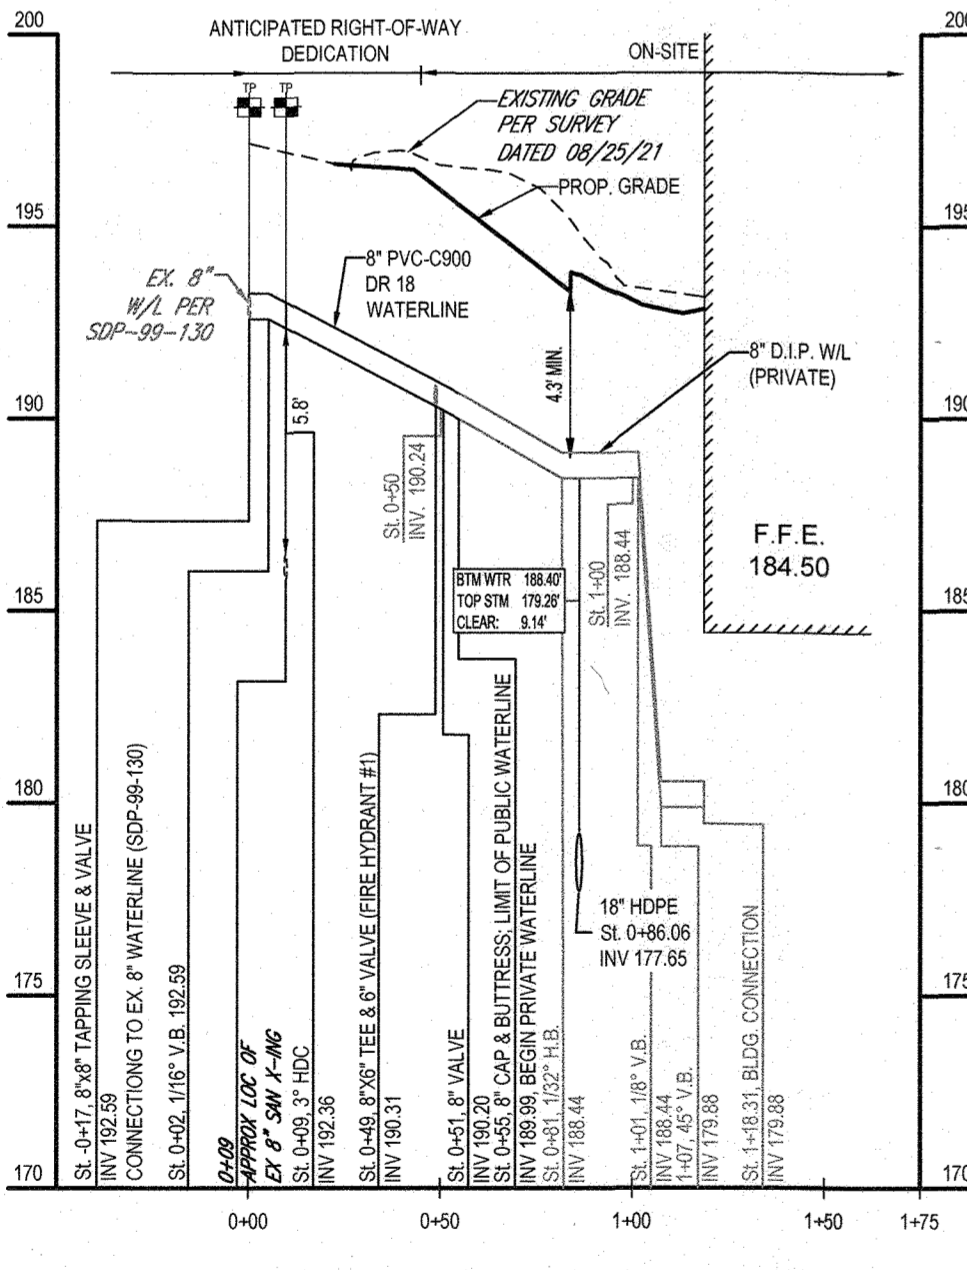 200
200
ANTICIPATED RIGHT-OF-WAY
DEDICATION
ON-SITE
TP
TP
EXISTING GRADE
PER SURVEY
DATED 08/25/21
PROP. GRADE
195
195
8" PVC-C900
DR 18
WATERLINE
EX. 8"
W/L PER
SDP-99-130
8" D.I.P. W/L
(PRIVATE)
4.3' MIN.
190
190
5.8'
St. 0+50
INV. 190.24
F.F.E.
184.50
BTM WTR 188.40'
TOP STM 179.26'
CLEAR: 9.14'
St. 1+00
INV. 188.44
185
185
180
180
18" HDPE
St. 0+86.06
INV 177.65
175
175
St. -0+17, 8"x8" TAPPING SLEEVE & VALVE
INV 192.59
CONNECTIONG TO EX. 8" WATERLINE (SDP-99-130)
St. 0+02, 1/16° V.B. 192.59
0+09
APPROX LOC OF
EX 8" SAN X-ING
St. 0+09, 3° HDC
INV 192.36
St. 0+49, 8"X6" TEE & 6" VALVE (FIRE HYDRANT #1)
INV 190.31
St. 0+51, 8" VALVE
INV 190.20
St. 0+55, 8" CAP & BUTTRESS; LIMIT OF PUBLIC WATERLINE
INV 189.99, BEGIN PRIVATE WATERLINE
St. 0+81, 1/32° H.B.
INV 188.44
St. 1+01, 1/8° V.B.
INV 188.44
1+07, 45° V.B.
INV 179.88
St. 1+18.31, BLDG. CONNECTION
INV 179.88
170
170
0+00
0+50
1+00
1+50
1+75